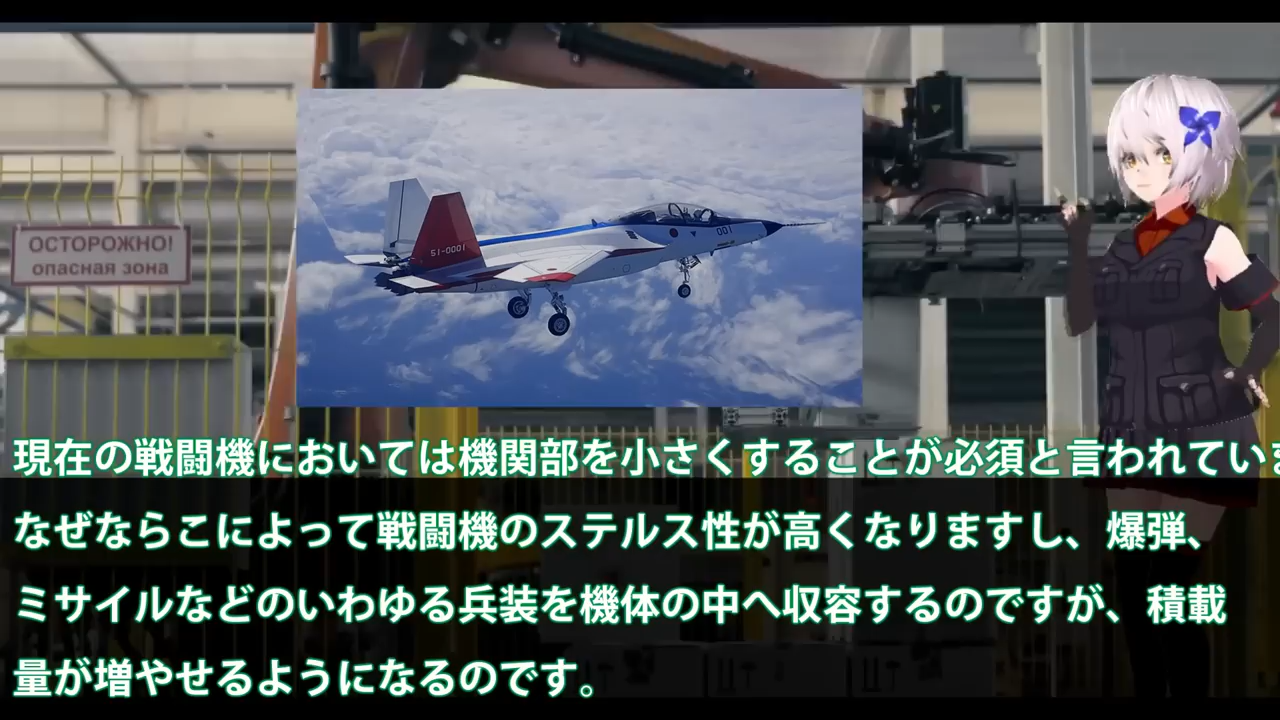 ОСТОРОЖНО!
опасная зона
51-0001
001
現在の戦闘機においては機関部を小さくすることが必須と言われていま
なぜならこによって戦闘機のステルス性が高くなりますし、爆弾、
ミサイルなどのいわゆる兵装を機体の中へ収容するのですが、積載
量が増やせるようになるのです。